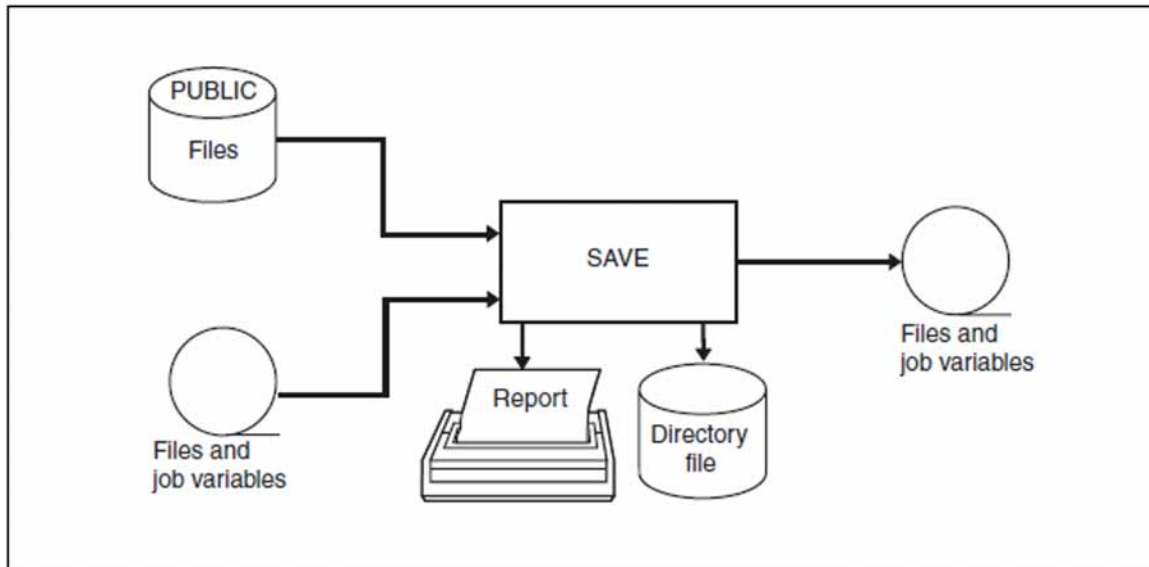 PUBLIC
Files
SAVE
Files and
job variables
Files and
job variables
Report
Directory
file